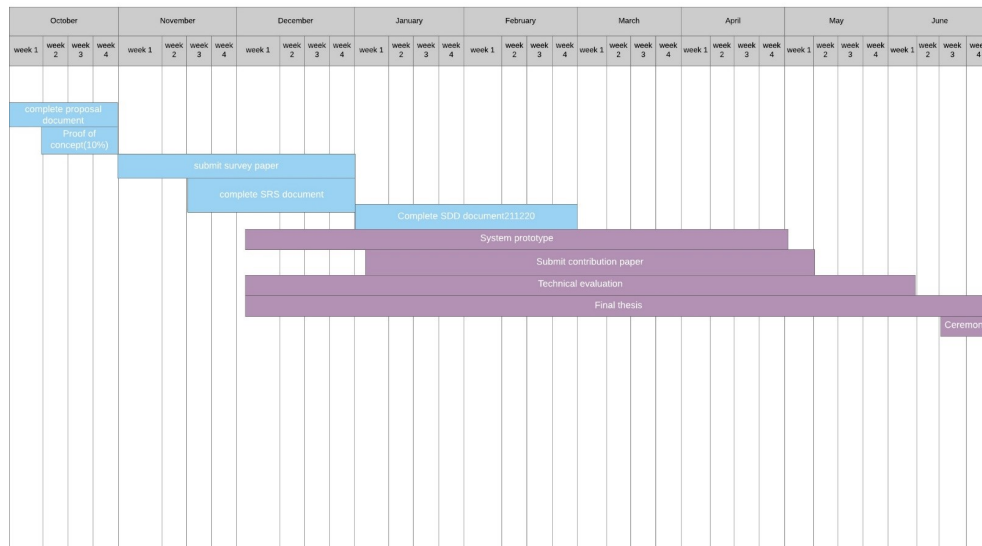 October November December January February March April May June
week 1 week 2 week 3 week 4 week 1 week 2 week 3 week 4 week 1 week 2 week 3 week 4 week 1 week 2 week 3 week 4 week 1 week 2 week 3 week 4 week 1 week 2 week 3 week 4 week 1 week 2 week 3 week 4 week 1 week 2 week 3 week 4 week 1 week 2 week 3 week 4
complete proposal
document
Proof of
concept(10%)
submit survey paper
complete SRS document
Complete SDD document211220
System prototype
Submit contribution paper
Technical evaluation
Final thesis
Ceremon